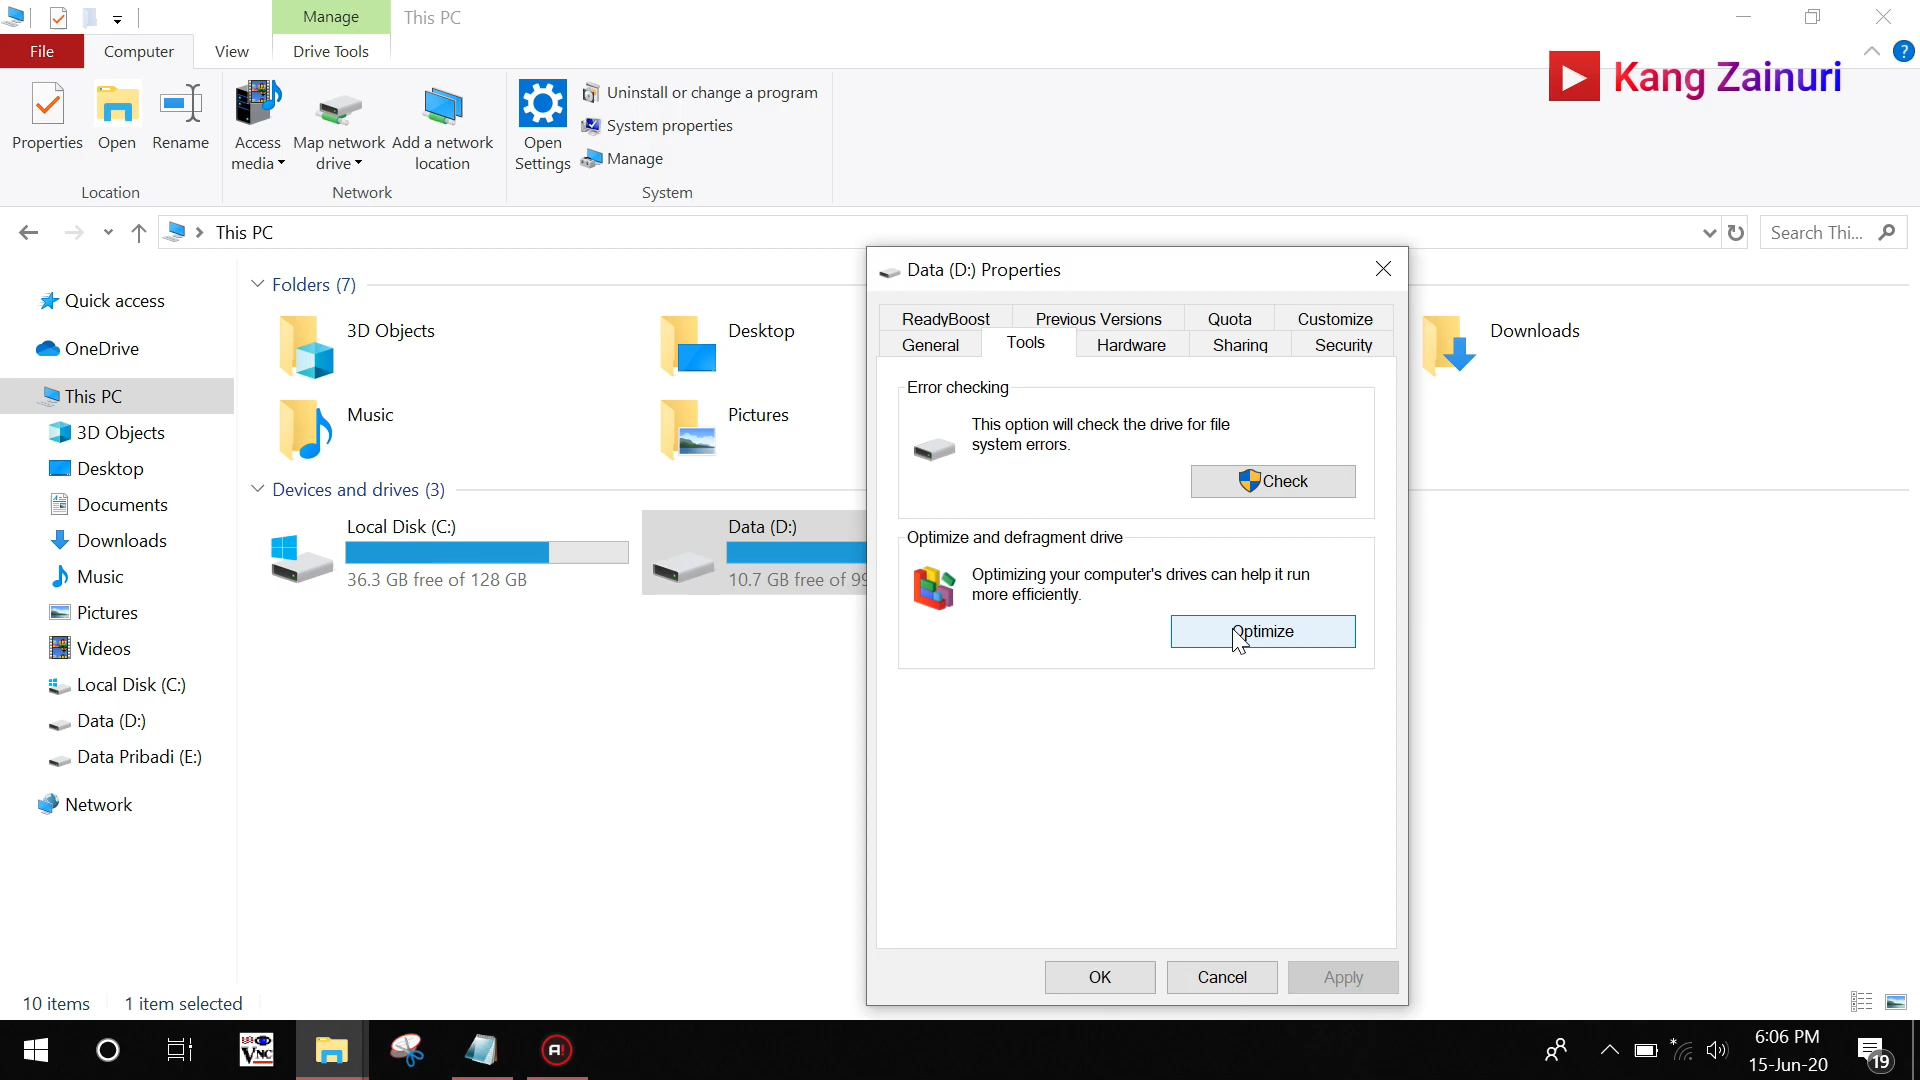 Manage
This PC
File
Computer
View
Drive Tools
Kang Zainuri
Properties
Open
Rename
Access media
Map network drive
Add a network location
Open Settings
Uninstall or change a program
System properties
Manage
Location
Network
System
This PC
Search Thi...
Quick access
OneDrive
This PC
3D Objects
Desktop
Documents
Downloads
Music
Pictures
Videos
Local Disk (C:)
Data (D:)
Data Pribadi (E:)
Network
Folders (7)
3D Objects
Desktop
Downloads
Music
Pictures
Devices and drives (3)
Local Disk (C:)
36.3 GB free of 128 GB
Data (D:)
10.7 GB free of 99
Data (D:) Properties
ReadyBoost
Previous Versions
Quota
Customize
General
Tools
Hardware
Sharing
Security
Error checking
This option will check the drive for file
system errors.
Check
Optimize and defragment drive
Optimizing your computer's drives can help it run
more efficiently.
Optimize
OK
Cancel
Apply
10 items
1 item selected
VNC
6:06 PM
15-Jun-20
19